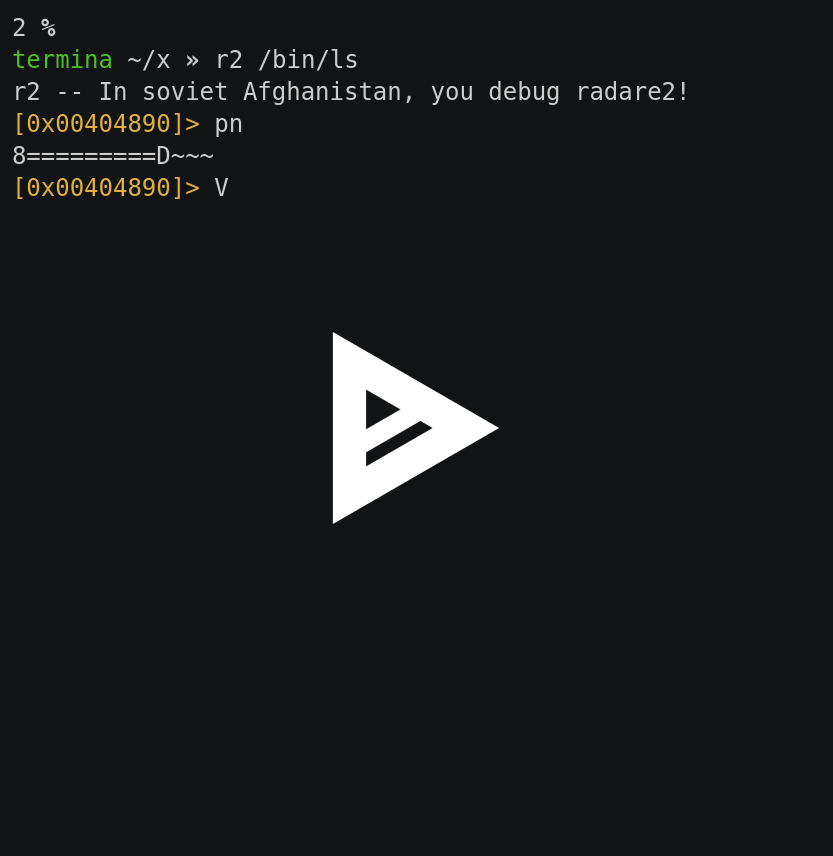 2 %
termina ~/x » r2 /bin/ls
r2 -- In soviet Afghanistan, you debug radare2!
[0x00404890]> pn
8=========D~~~
[0x00404890]> V